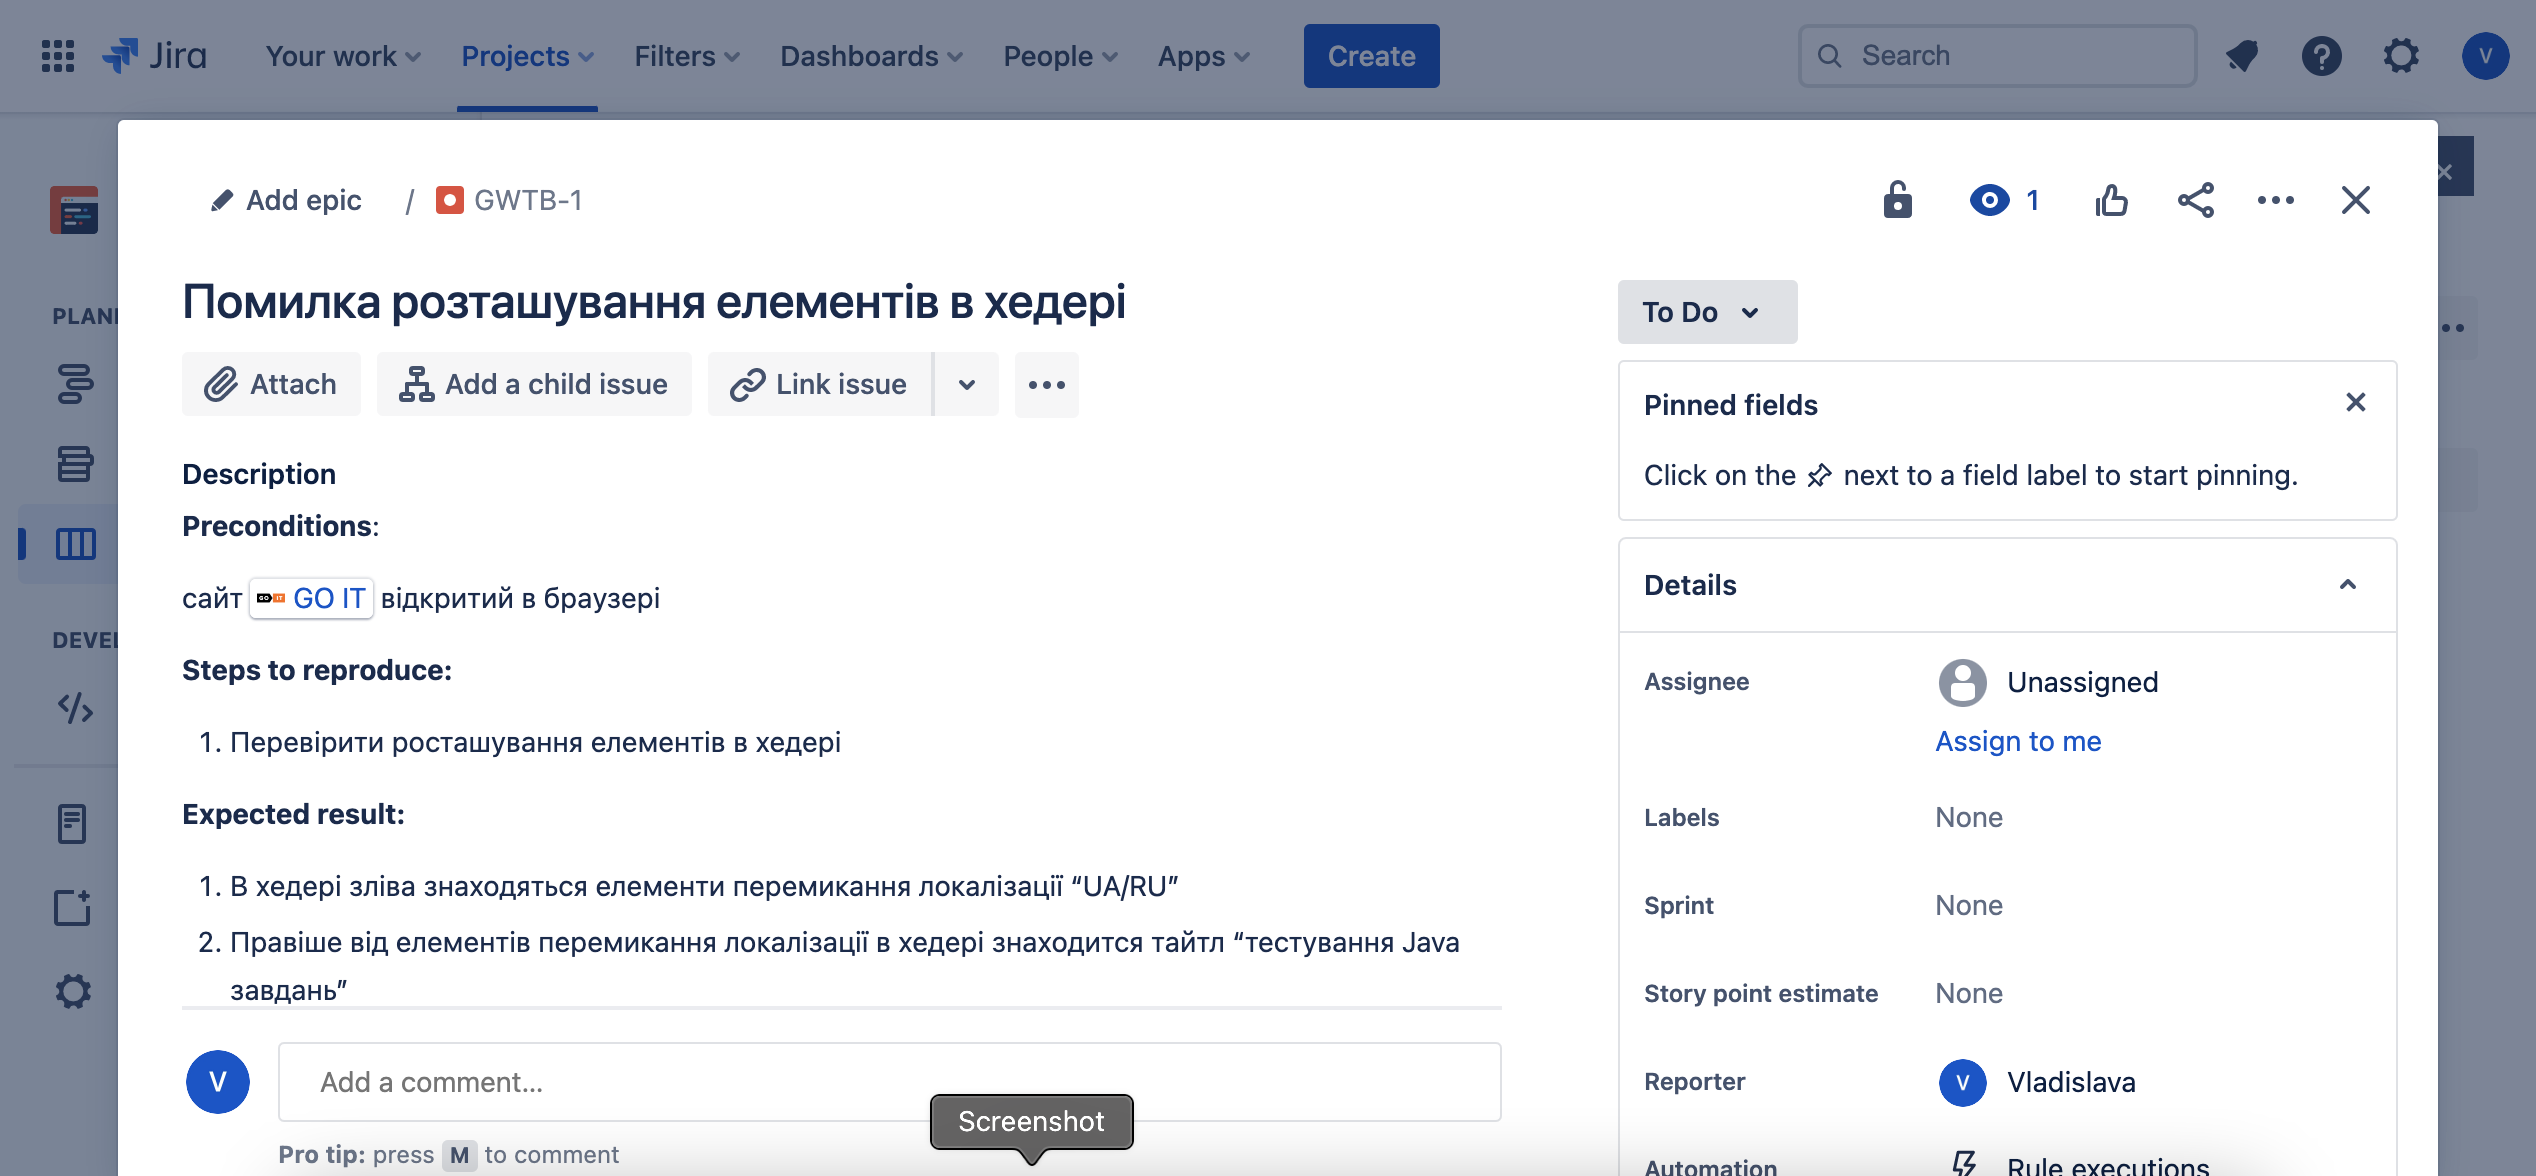 Jira
Your work
Projects
Filters
Dashboards
People
Apps
Create
Search
V
Add epic
/
GWTB-1
1
Помилка розташування елементів в хедері
Attach
Add a child issue
Link issue
Description
Preconditions:
сайт GO IT відкритий в браузері
Steps to reproduce:
1. Перевірити росташування елементів в хедері
Expected result:
1. В хедері зліва знаходяться елементи перемикання локалізації “UA/RU”
2. Правіше від елементів перемикання локалізації в хедері знаходится тайтл “тестування Java
завдань”
V
Add a comment...
Screenshot
Pro tip: press M to comment
To Do
Pinned fields
Click on the next to a field label to start pinning.
Details
Assignee
Unassigned
Assign to me
Labels
None
Sprint
None
Story point estimate
None
Reporter
V
Vladislava
Automation
Rule executions
PLAN
DEVEL